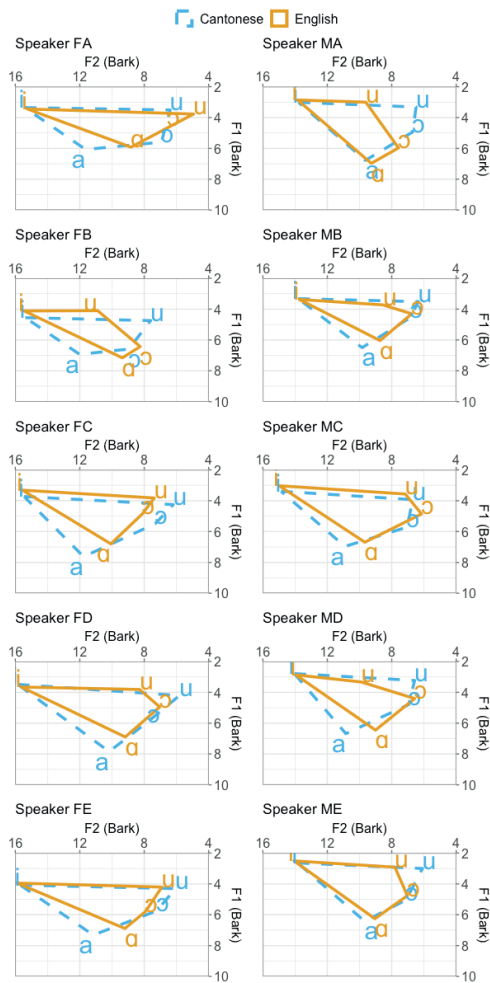 Cantonese English
Speaker FA
F2 (Bark)
16 12 8 4
2
4
6
8
10
F1 (Bark)
u u
ɔ
ɑ
a
Speaker MA
F2 (Bark)
16 12 8 4
2
4
6
8
10
F1 (Bark)
u u
ɔ
ɔ
a ɑ
Speaker FB
F2 (Bark)
16 12 8 4
2
4
6
8
10
F1 (Bark)
u u
a ɑ ɔ ɔ
Speaker MB
F2 (Bark)
16 12 8 4
2
4
6
8
10
F1 (Bark)
u u
ɔ
a ɑ
Speaker FC
F2 (Bark)
16 12 8 4
2
4
6
8
10
F1 (Bark)
u u
ɔ ɔ
a ɑ
Speaker MC
F2 (Bark)
16 12 8 4
2
4
6
8
10
F1 (Bark)
u u
ɔ ɔ
a ɑ
Speaker FD
F2 (Bark)
16 12 8 4
2
4
6
8
10
F1 (Bark)
u u
ɔ ɔ
a ɑ
Speaker MD
F2 (Bark)
16 12 8 4
2
4
6
8
10
F1 (Bark)
u u
ɔ ɔ
a ɑ
Speaker FE
F2 (Bark)
16 12 8 4
2
4
6
8
10
F1 (Bark)
u u
ɔ ɔ
a ɑ
Speaker ME
F2 (Bark)
16 12 8 4
2
4
6
8
10
F1 (Bark)
u u
ɔ
a ɑ